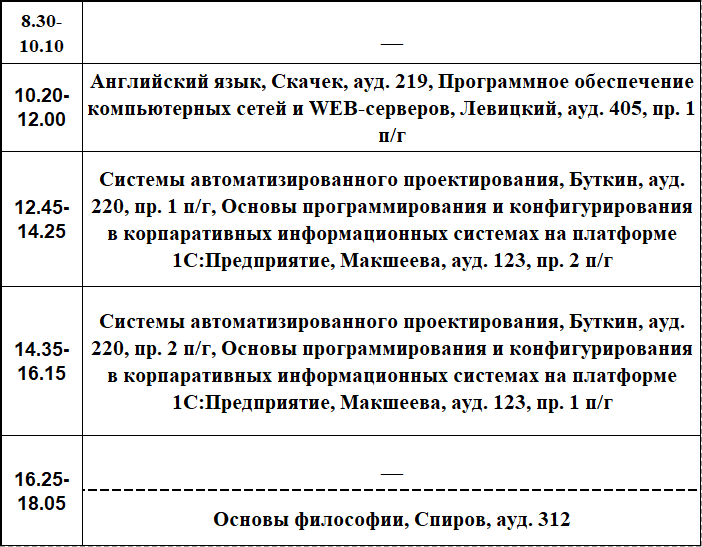 8.30-
10.10
—
10.20-
12.00
Английский язык, Скачек, ауд. 219, Программное обеспечение
компьютерных сетей и WEB-серверов, Левицкий, ауд. 405, пр. 1
п/г
12.45-
14.25
Системы автоматизированного проектирования, Буткин, ауд.
220, пр. 1 п/г, Основы программирования и конфигурирования
в корпаративных информационных системах на платформе
1С:Предприятие, Макшеева, ауд. 123, пр. 2 п/г
14.35-
16.15
Системы автоматизированного проектирования, Буткин, ауд.
220, пр. 2 п/г, Основы программирования и конфигурирования
в корпаративных информационных системах на платформе
1С:Предприятие, Макшеева, ауд. 123, пр. 1 п/г
16.25-
18.05
—
Основы философии, Спиров, ауд. 312